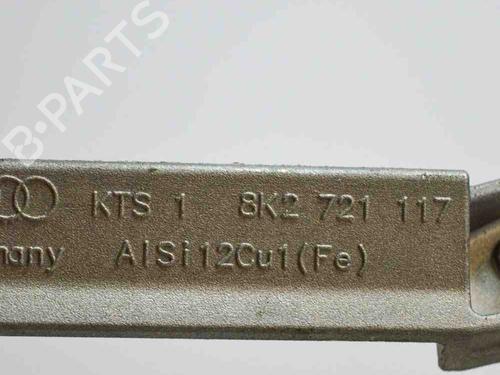 B-PARTS
KTS 1 8K2 721 117
many AlSi12Cu1(Fe)